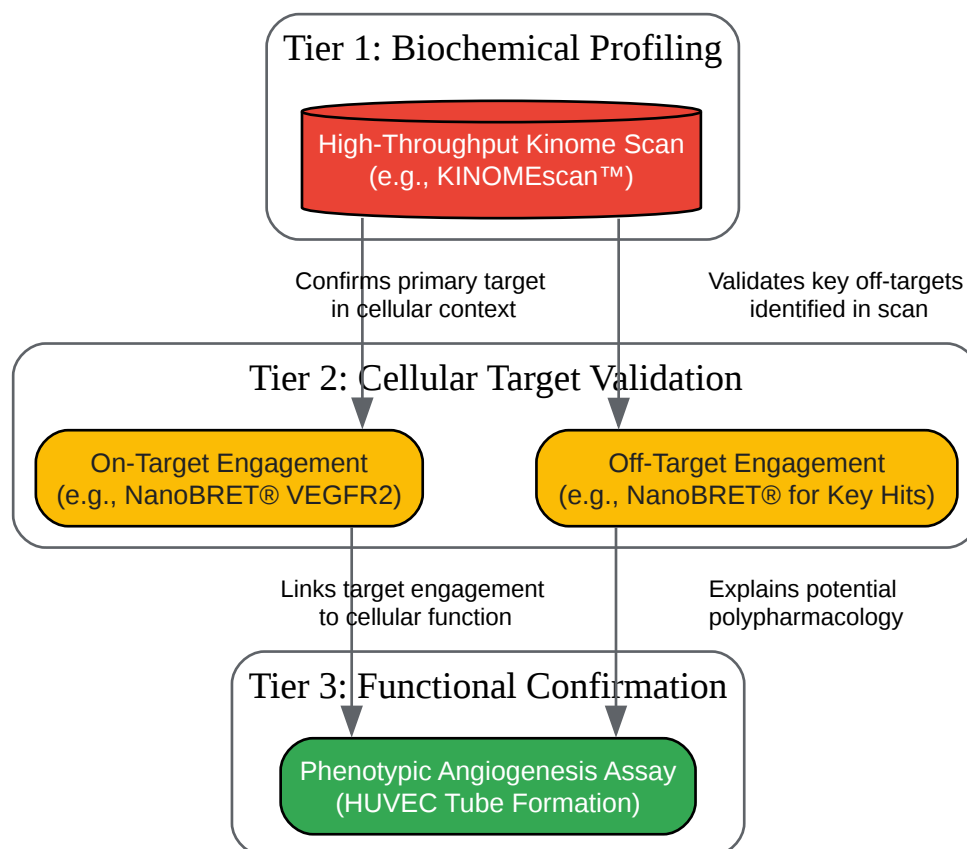 Tier 1: Biochemical Profiling
High-Throughput Kinome Scan
(e.g., KINOMEscan™)
Confirms primary target
in cellular context
Validates key off-targets
identified in scan
Tier 2: Cellular Target Validation
On-Target Engagement
(e.g., NanoBRET® VEGFR2)
Off-Target Engagement
(e.g., NanoBRET® for Key Hits)
Links target engagement
to cellular function
Explains potential
polypharmacology
Tier 3: Functional Confirmation
Phenotypic Angiogenesis Assay
(HUVEC Tube Formation)